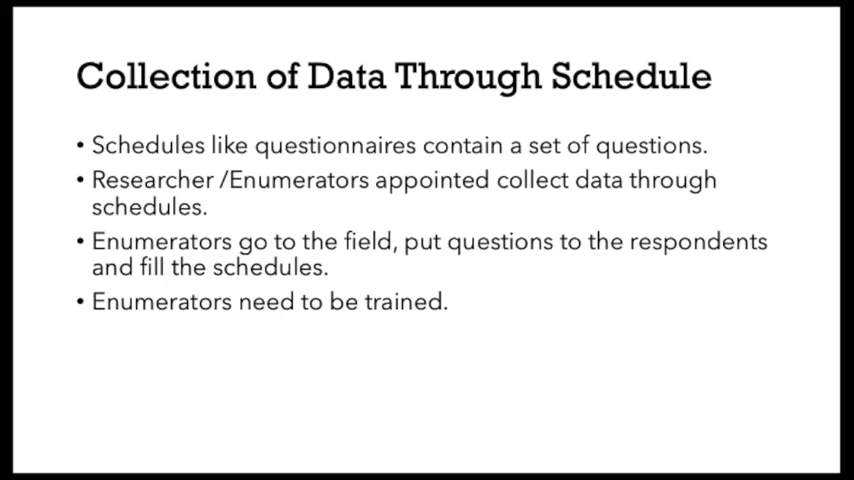 Collection of Data Through Schedule
• Schedules like questionnaires contain a set of questions.
• Researcher /Enumerators appointed collect data through
schedules.
• Enumerators go to the field, put questions to the respondents
and fill the schedules.
• Enumerators need to be trained.